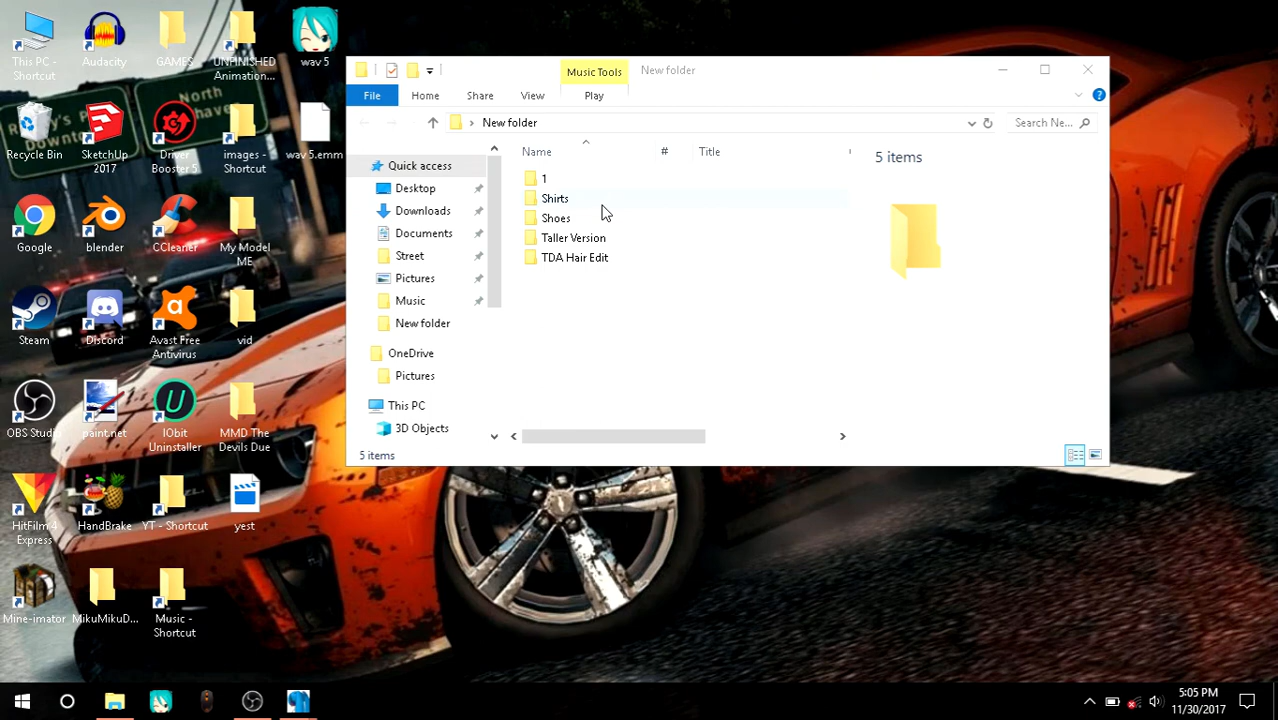 This PC -
Shortcut
Audacity
GAMES
UNFINISHED
Animation...
wav 5
Recycle Bin
SketchUp
2017
Driver
Booster 5
images -
Shortcut
wav 5.emm
Google
blender
CCleaner
My Model
ME
Steam
Discord
Avast Free
Antivirus
vid
OBS Studio
paint.net
IObit
Uninstaller
MMD The
Devils Due
HitFilm 4
Express
HandBrake
YT - Shortcut
yest
Mine-imator
MikuMikuD...
Music -
Shortcut
North
Music Tools
New folder
File
Home
Share
View
Play
New folder
Search Ne...
Quick access
Desktop
Downloads
Documents
Street
Pictures
Music
New folder
OneDrive
Pictures
This PC
3D Objects
Name
#
Title
1
Shirts
Shoes
Taller Version
TDA Hair Edit
5 items
5 items
5:05 PM
11/30/2017